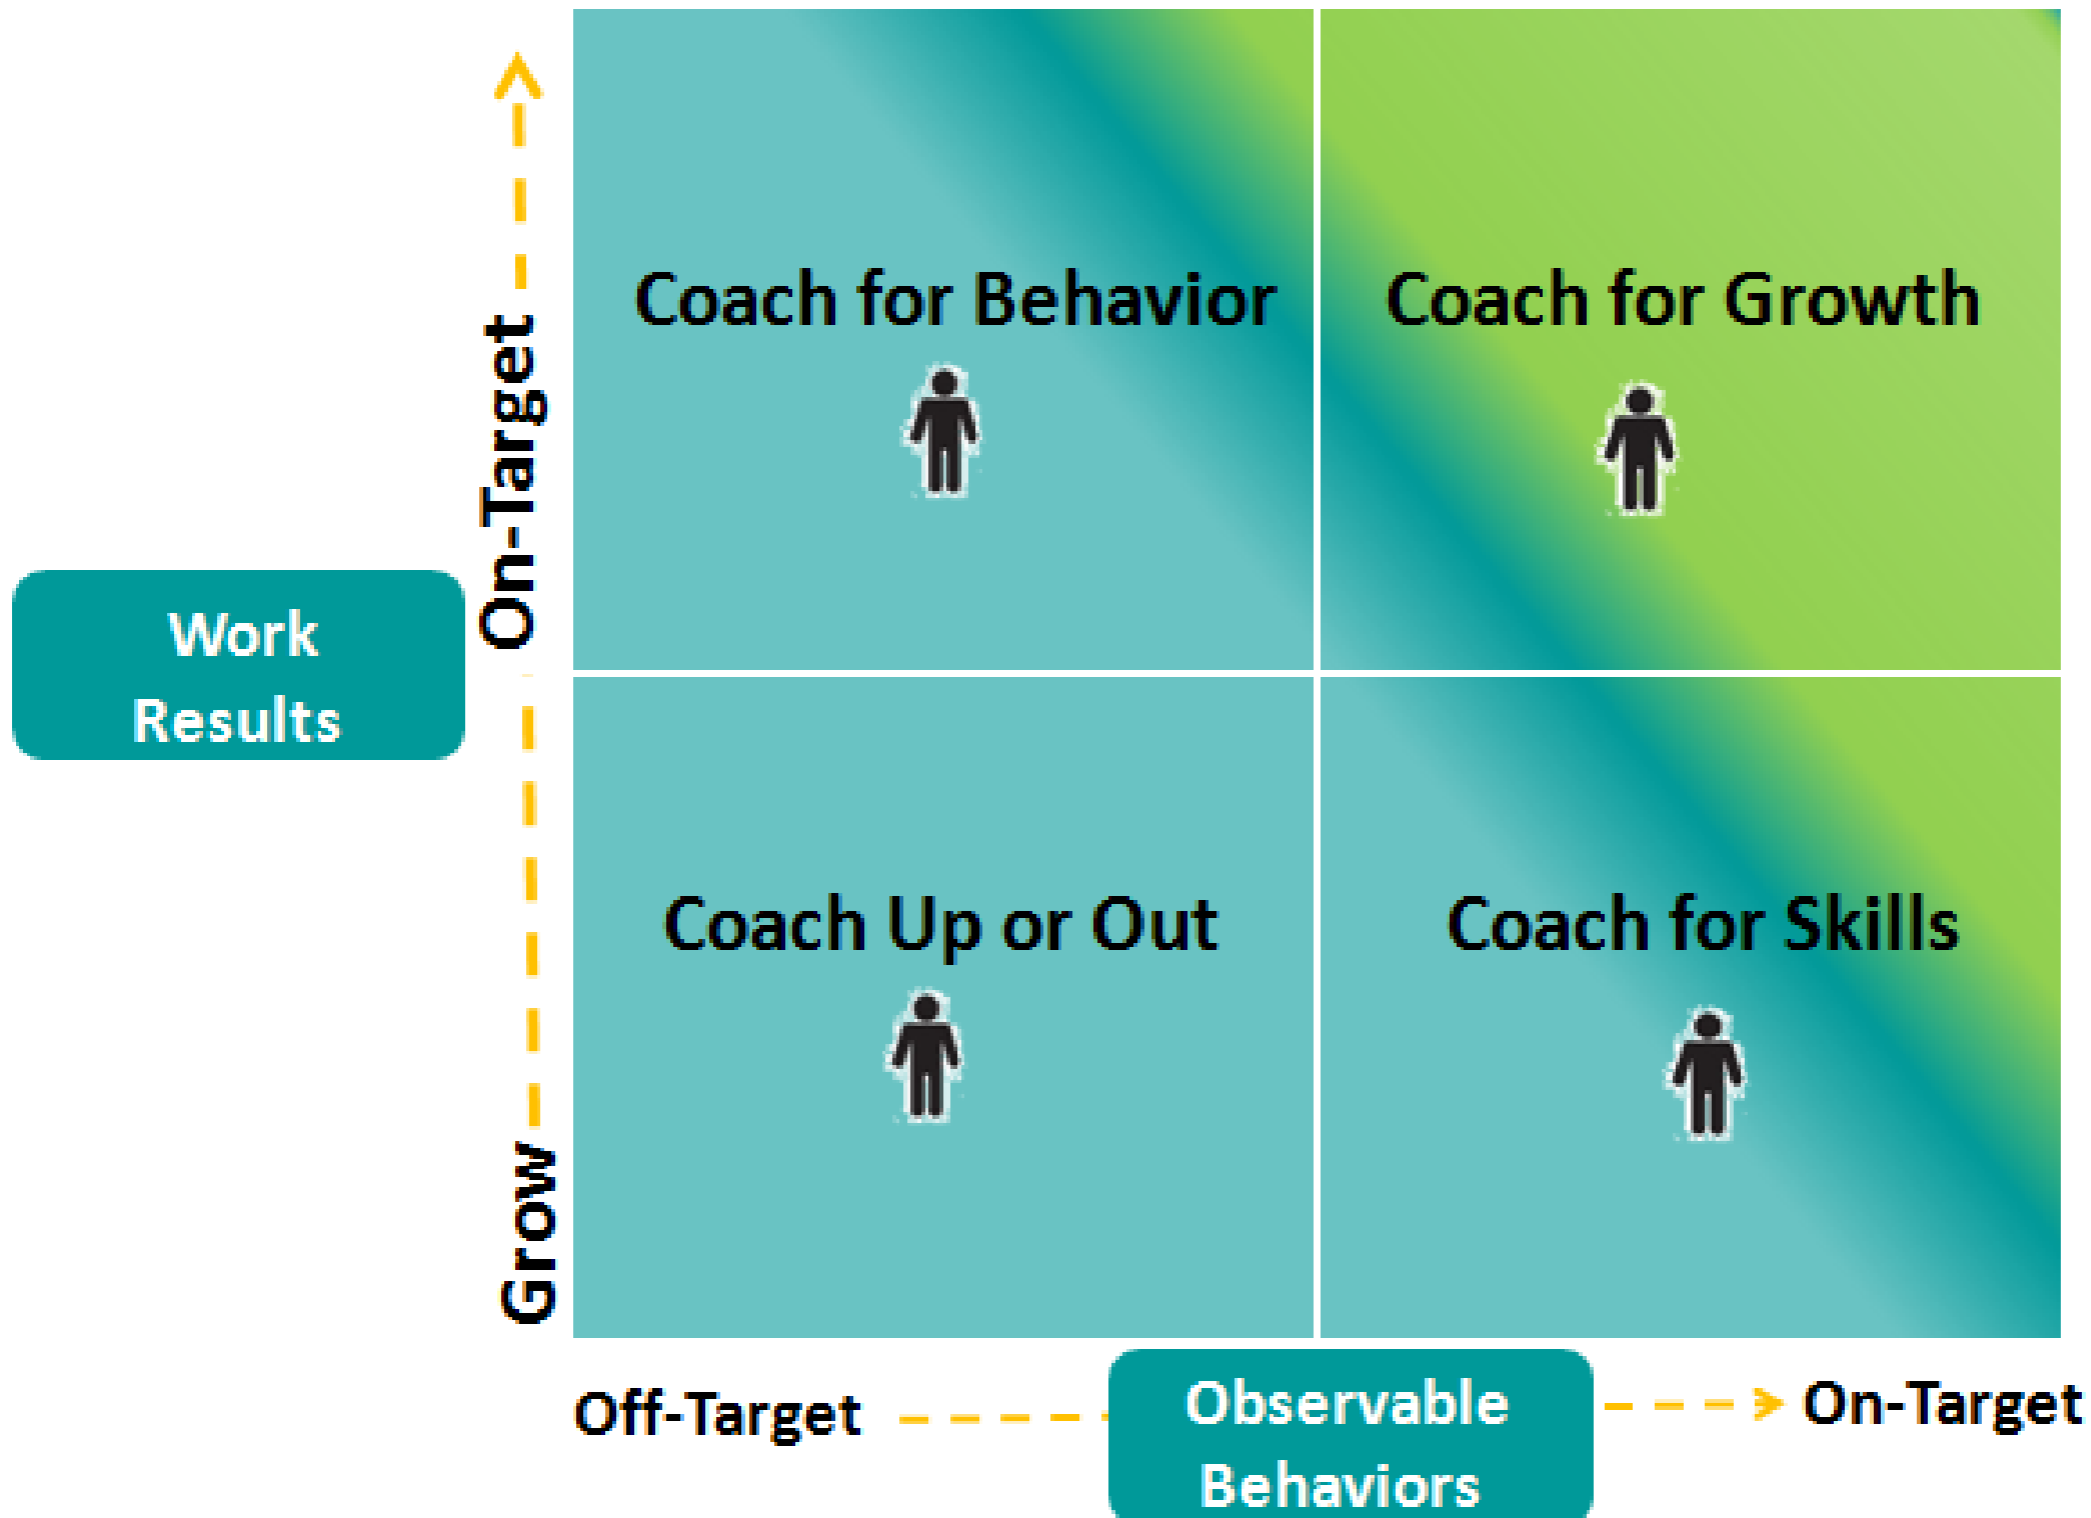 On-Target
Coach for Behavior
Coach for Growth
Work
Results
Coach Up or Out
Coach for Skills
Grow
Off-Target
Observable
Behaviors
On-Target